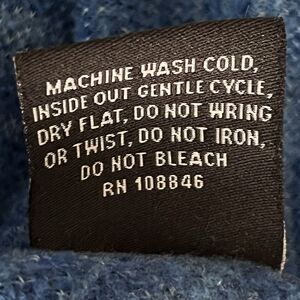 MACHINE WASH COLD,
INSIDE OUT GENTLE CYCLE,
DRY FLAT, DO NOT WRING
OR TWIST, DO NOT IRON,
DO NOT BLEACH
RN 108846